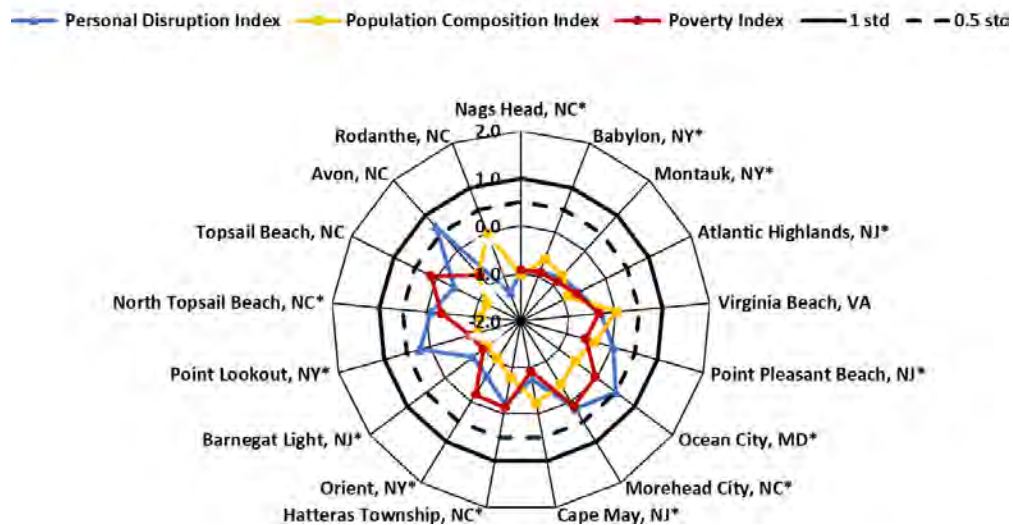 Personal Disruption Index Population Composition Index Poverty Index 1 std 0.5 std
Nags Head, NC*
Babylon, NY*
Montauk, NY*
Atlantic Highlands, NJ*
Virginia Beach, VA
Point Pleasant Beach, NJ*
Ocean City, MD*
Morehead City, NC*
Cape May, NJ*
Hatteras Township, NC*
Orient, NY*
Barnegat Light, NJ*
Point Lookout, NY*
North Topsail Beach, NC*
Topsail Beach, NC
Avon, NC
Rodanthe, NC
2.0
1.0
0.0
-1.0
-2.0